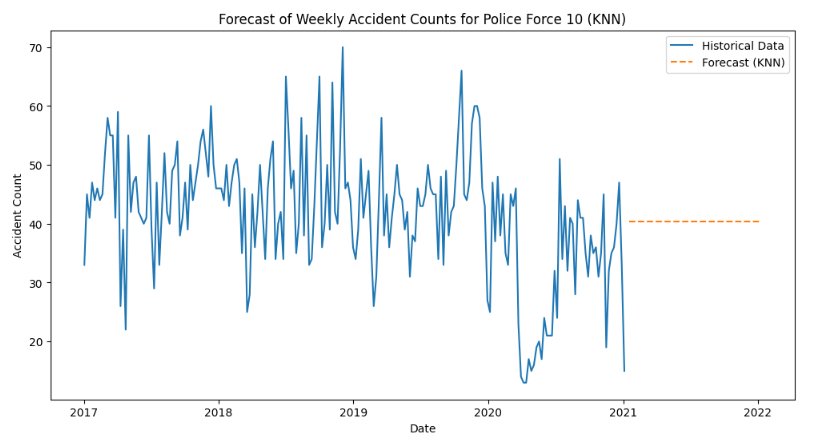 Forecast of Weekly Accident Counts for Police Force 10 (KNN)
Historical Data
Forecast (KNN)
Accident Count
70
60
50
40
30
20
2017
2018
2019
2020
2021
2022
Date